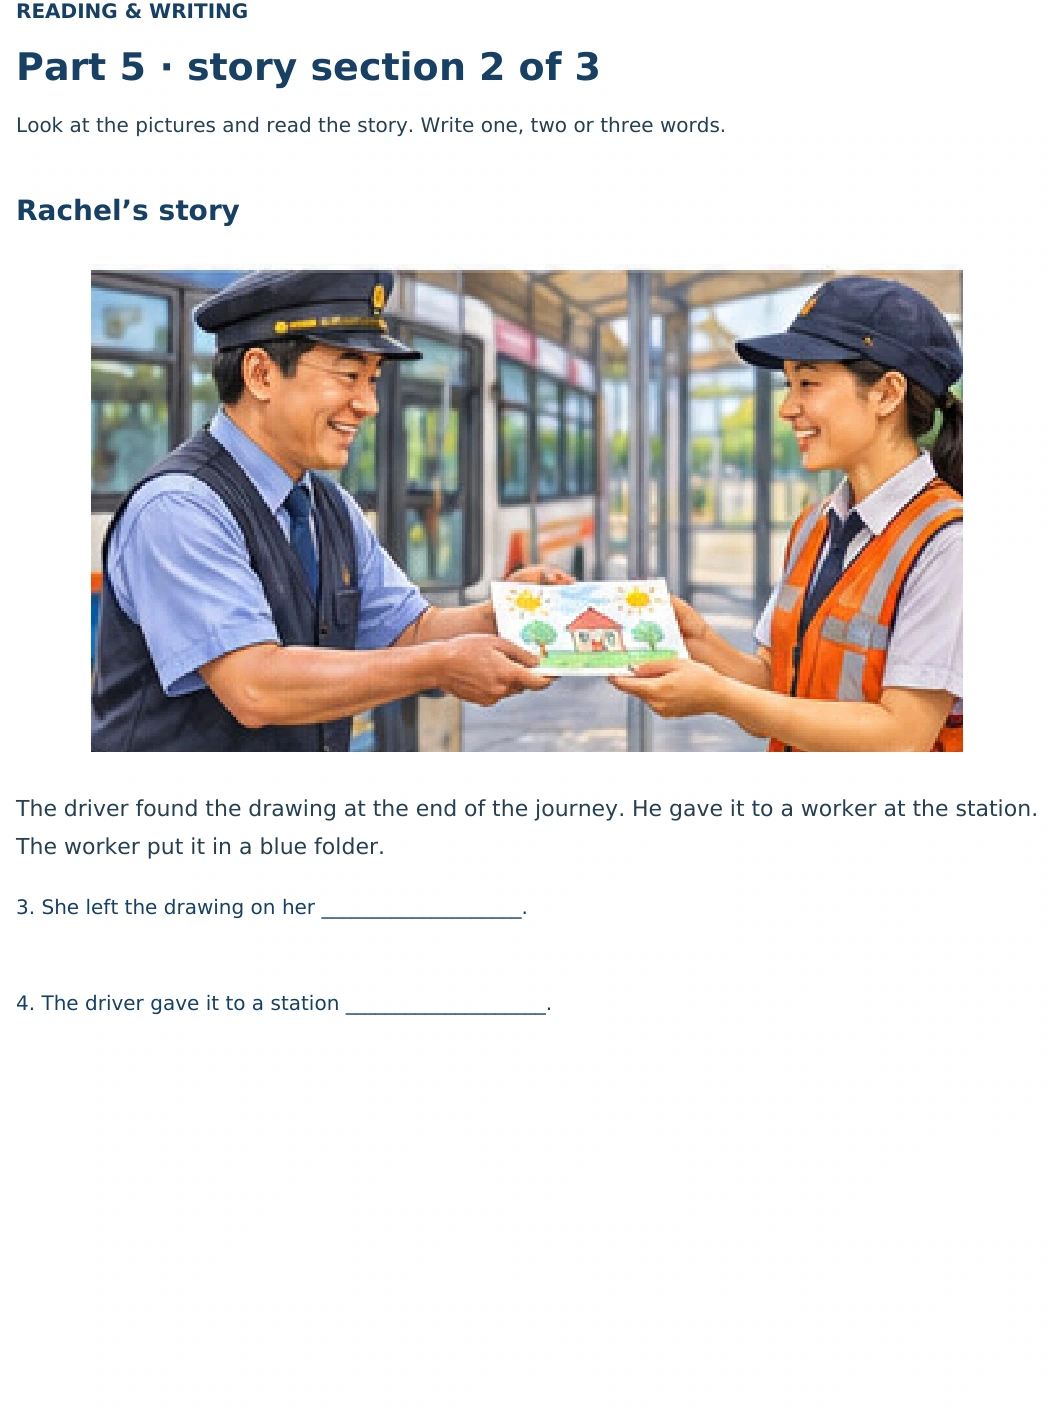 READING & WRITING
Part 5 · story section 2 of 3
Look at the pictures and read the story. Write one, two or three words.
Rachel’s story
The driver found the drawing at the end of the journey. He gave it to a worker at the station.
The worker put it in a blue folder.
3. She left the drawing on her ____________________.
4. The driver gave it to a station ____________________.